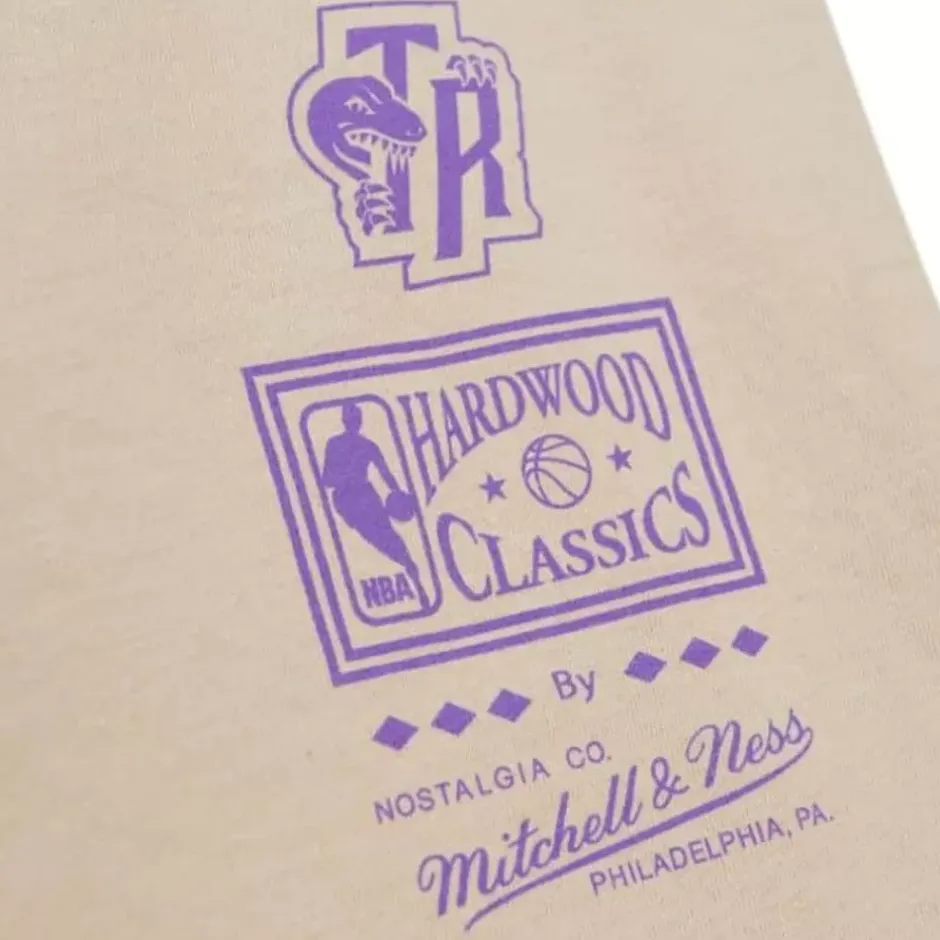 TR
HARDWOOD
CLASSICS
NBA
By
NOSTALGIA CO.
Mitchell & Ness
PHILADELPHIA, PA.